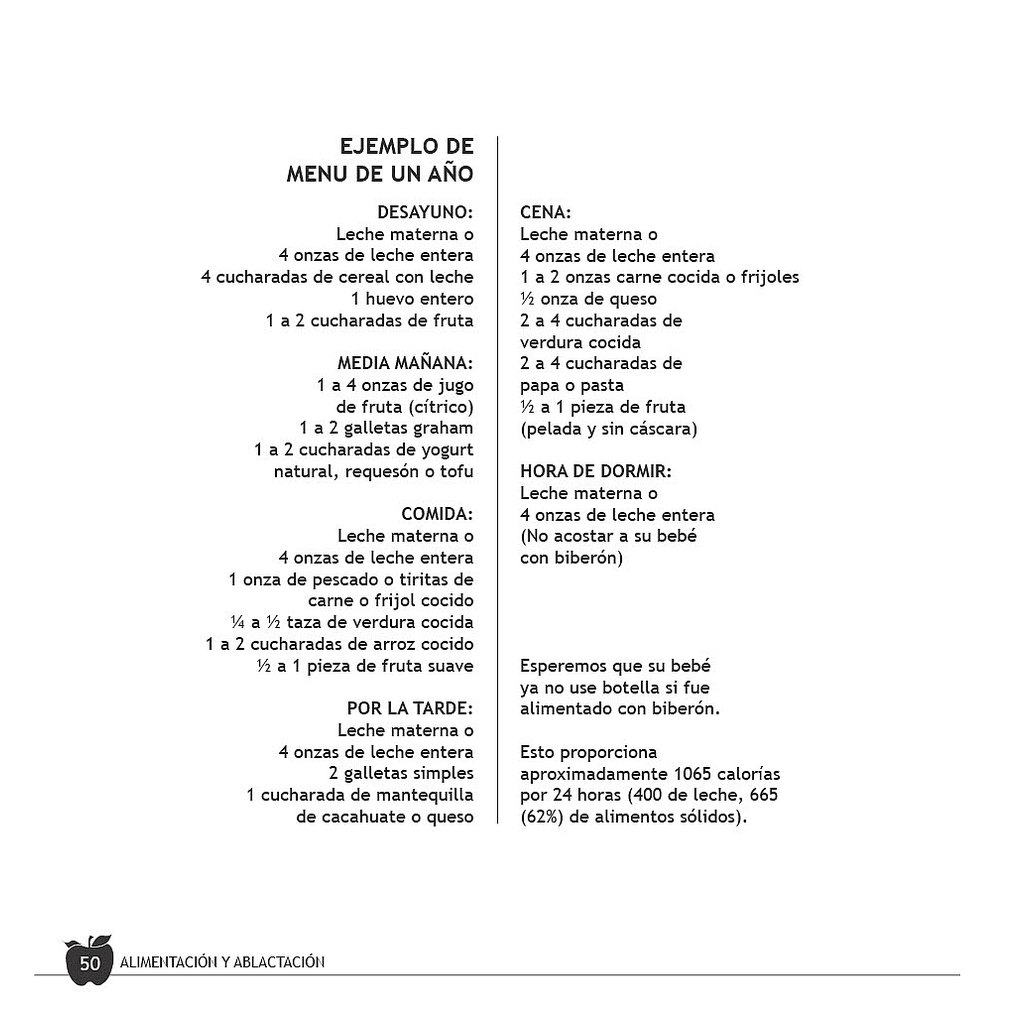 EJEMPLO DE
MENU DE UN AÑO
DESAYUNO:
Leche materna o
4 onzas de leche entera
4 cucharadas de cereal con leche
1 huevo entero
1 a 2 cucharadas de fruta
MEDIA MAÑANA:
1 a 4 onzas de jugo
de fruta (cítrico)
1 a 2 galletas graham
1 a 2 cucharadas de yogurt
natural, requesón o tofu
COMIDA:
Leche materna o
4 onzas de leche entera
1 onza de pescado o tiritas de
carne o frijol cocido
¼ a ½ taza de verdura cocida
1 a 2 cucharadas de arroz cocido
½ a 1 pieza de fruta suave
POR LA TARDE:
Leche materna o
4 onzas de leche entera
2 galletas simples
1 cucharada de mantequilla
de cacahuate o queso
CENA:
Leche materna o
4 onzas de leche entera
1 a 2 onzas carne cocida o frijoles
½ onza de queso
2 a 4 cucharadas de
verdura cocida
2 a 4 cucharadas de
papa o pasta
½ a 1 pieza de fruta
(pelada y sin cáscara)
HORA DE DORMIR:
Leche materna o
4 onzas de leche entera
(No acostar a su bebé
con biberón)
Esperemos que su bebé
ya no use botella si fue
alimentado con biberón.
Esto proporciona
aproximadamente 1065 calorías
por 24 horas (400 de leche, 665
(62%) de alimentos sólidos).
50 ALIMENTACIÓN Y ABLACTACIÓN